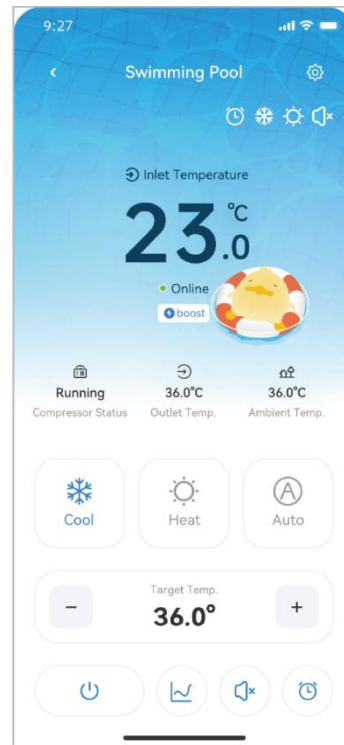 9:27
Swimming Pool
Inlet Temperature
23.0°C
Online
boost
Running
36.0°C
36.0°C
Compressor Status
Outlet Temp.
Ambient Temp.
Cool
Heat
Auto
Target Temp.
− 36.0° +